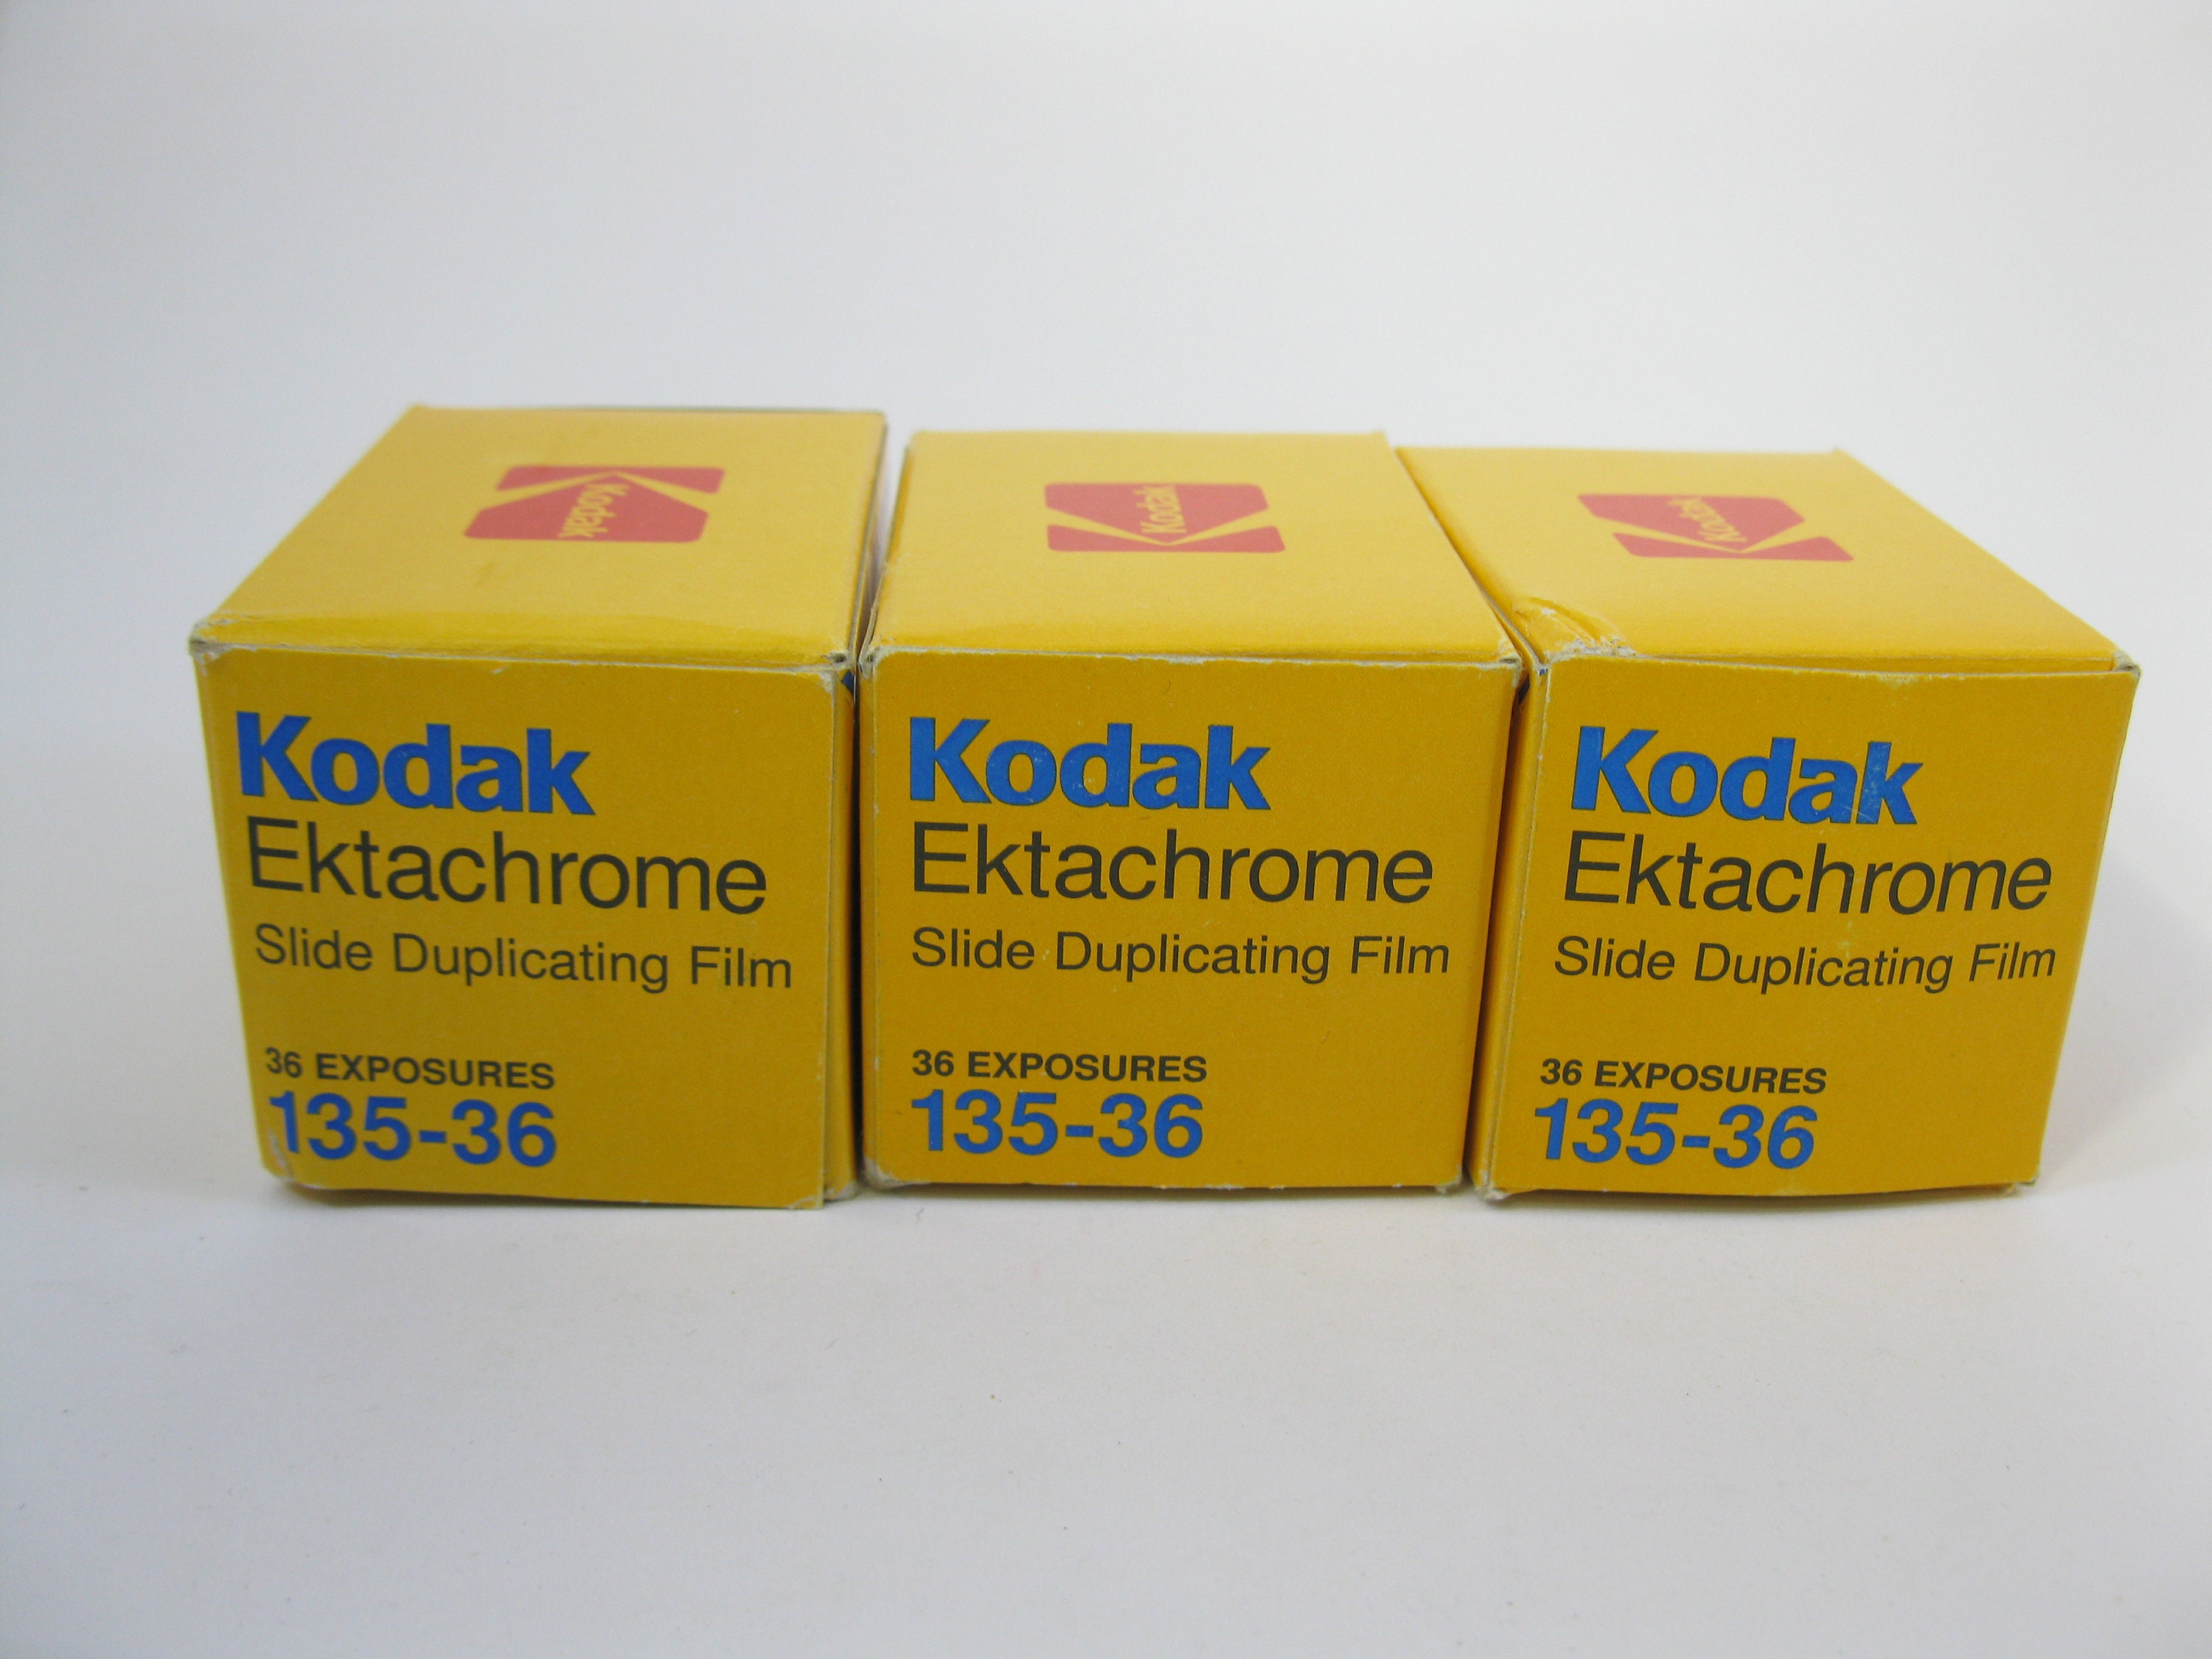 Kodak
Kodak
Kodak
Kodak
Ektachrome
Slide Duplicating Film
36 EXPOSURES
135-36
Kodak
Ektachrome
Slide Duplicating Film
36 EXPOSURES
135-36
Kodak
Ektachrome
Slide Duplicating Film
36 EXPOSURES
135-36